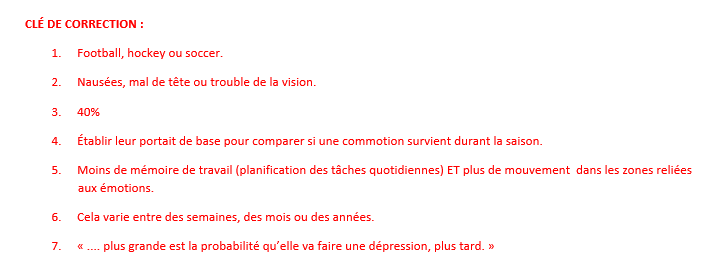 CLÉ DE CORRECTION :
1. Football, hockey ou soccer.
2. Nausées, mal de tête ou trouble de la vision.
3. 40%
4. Établir leur portait de base pour comparer si une commotion survient durant la saison.
5. Moins de mémoire de travail (planification des tâches quotidiennes) ET plus de mouvement dans les zones reliées
aux émotions.
6. Cela varie entre des semaines, des mois ou des années.
7. « .... plus grande est la probabilité qu’elle va faire une dépression, plus tard. »